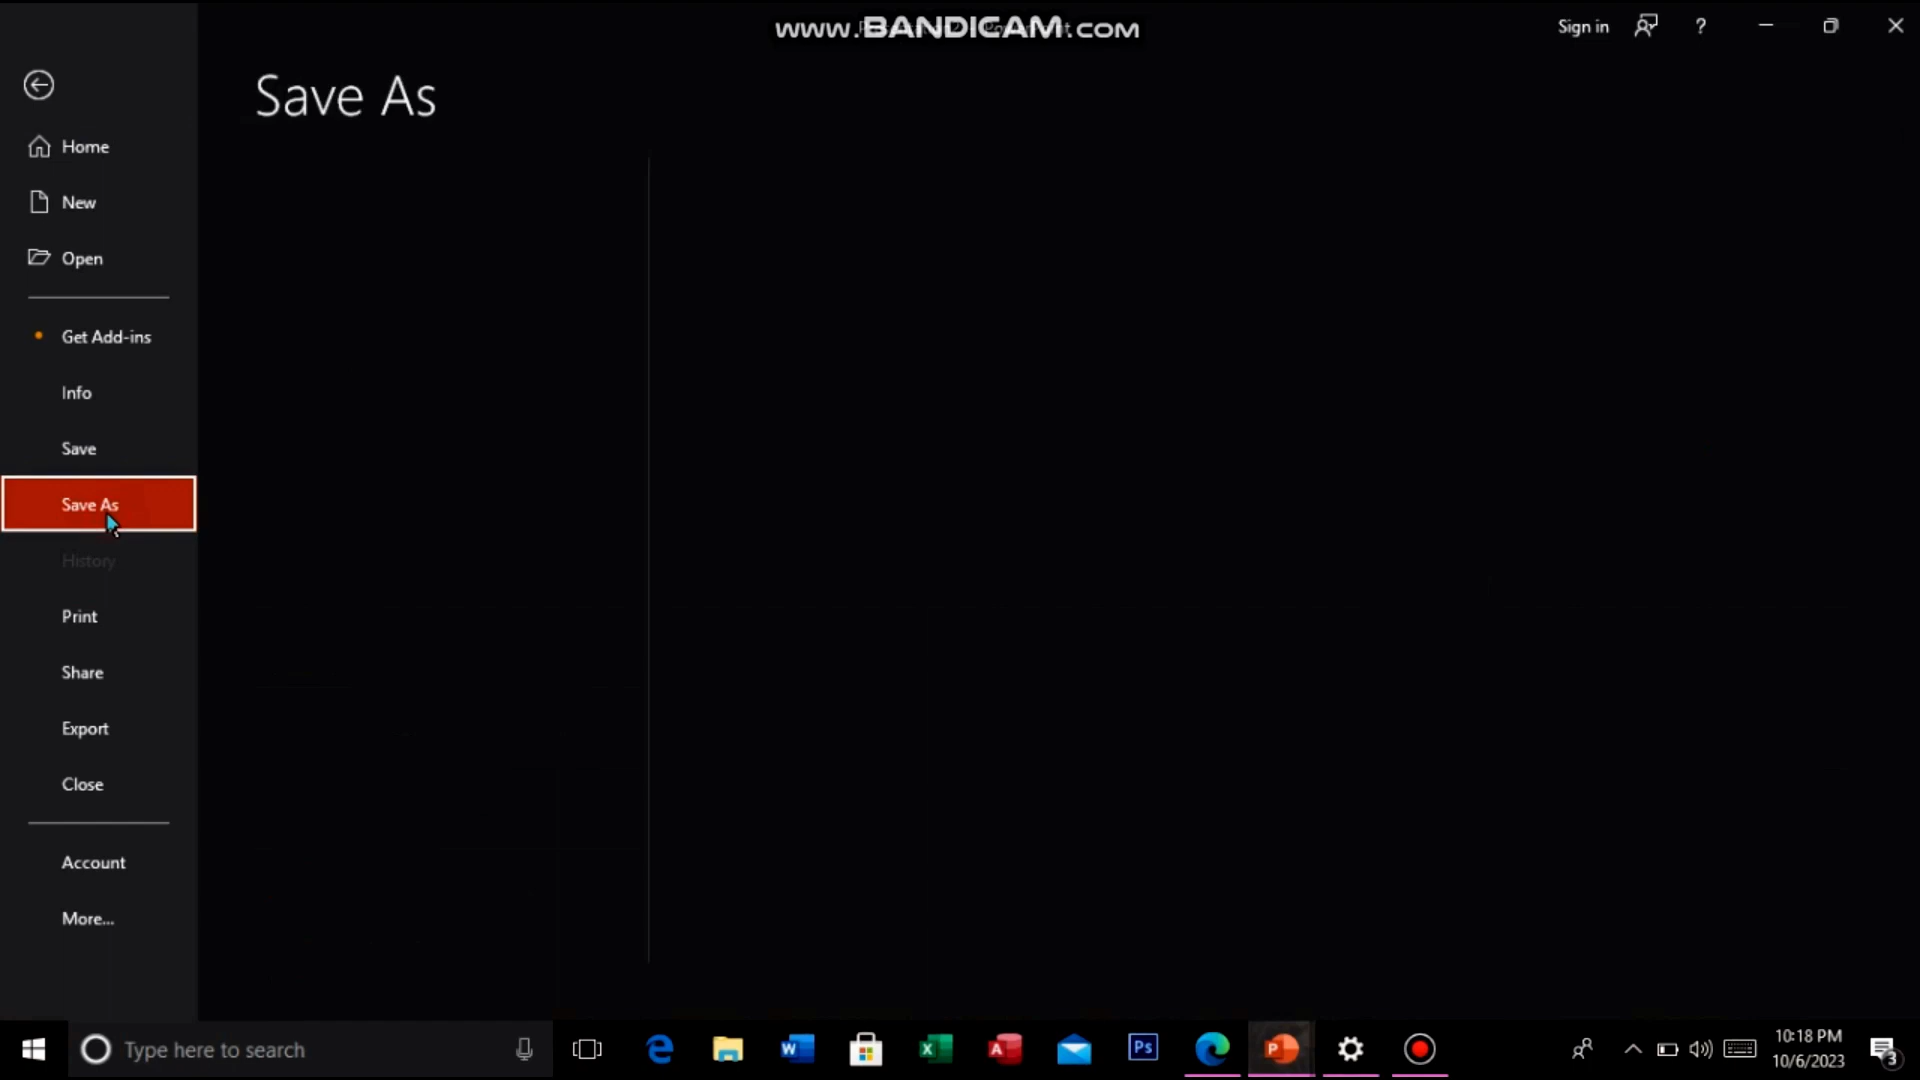 www.BANDICAM.com
Sign in
?
Save As
Home
New
Open
Get Add-ins
Info
Save
Save As
History
Print
Share
Export
Close
Account
More...
Type here to search
10:18 PM
10/6/2023
3